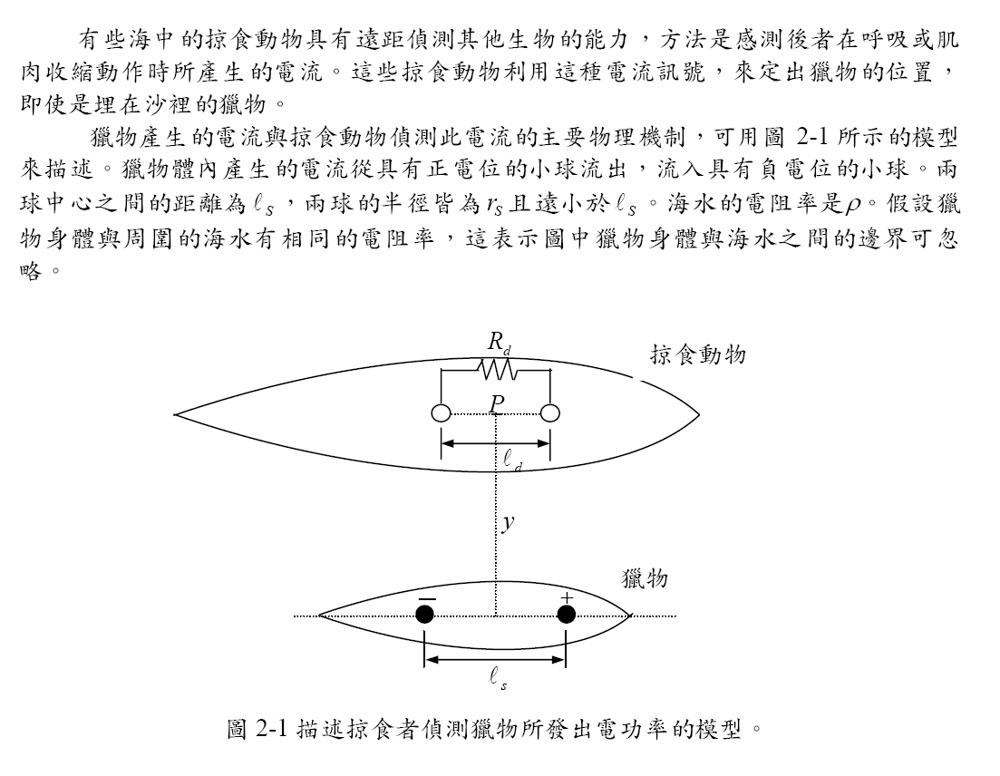 有些海中的掠食動物具有遠距偵測其他生物的能力，方法是感測後者在呼吸或肌
肉收縮動作時所產生的電流。這些掠食動物利用這種電流訊號，來定出獵物的位置，
即使是埋在沙裡的獵物。
獵物產生的電流與掠食動物偵測此電流的主要物理機制，可用圖 2-1 所示的模型
來描述。獵物體內產生的電流從具有正電位的小球流出，流入具有負電位的小球。兩
球中心之間的距離為ℓs，兩球的半徑皆為rs且遠小於ℓs。海水的電阻率是ρ。假設獵
物身體與周圍的海水有相同的電阻率，這表示圖中獵物身體與海水之間的邊界可忽
略。
Rd
掠食動物
P
ℓd
y
獵物
− +
ℓs
圖 2-1 描述掠食者偵測獵物所發出電功率的模型。